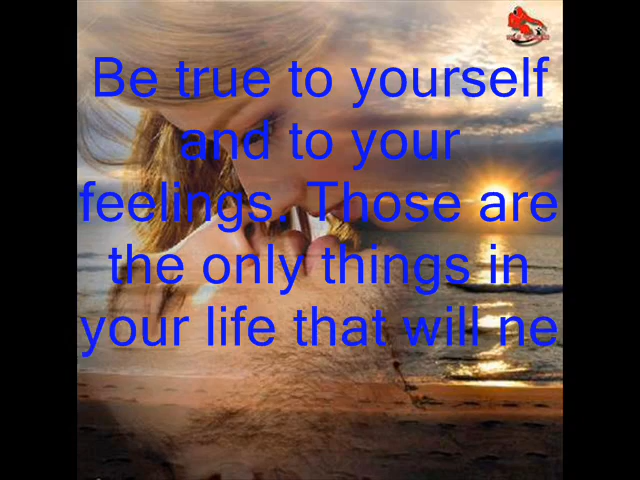 Be true to yourself
and to your
feelings. Those are
the only things in
your life that will ne